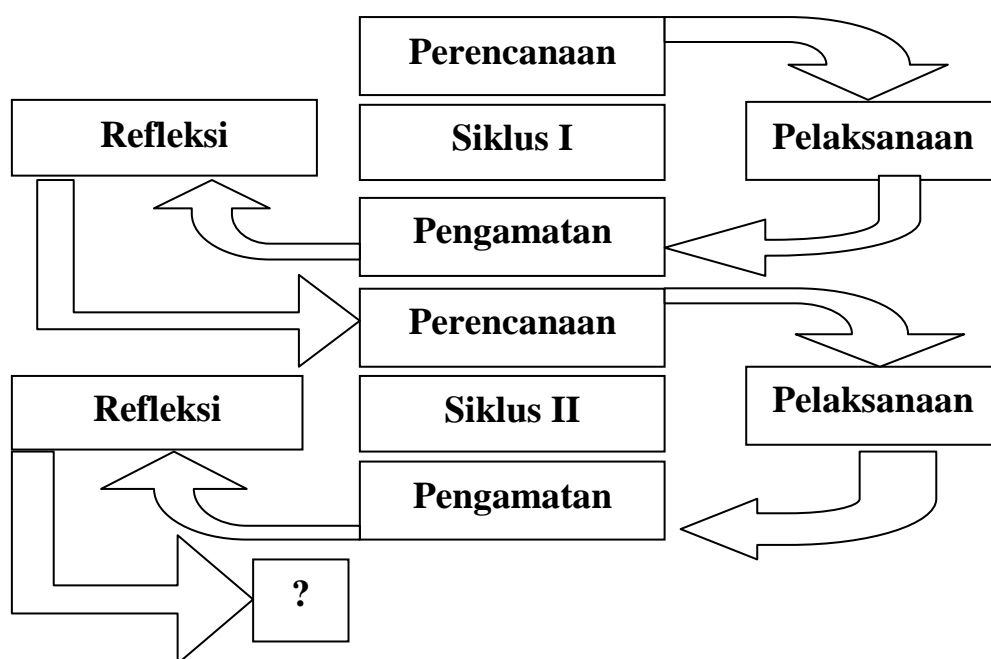 Perencanaan
Refleksi
Siklus I
Pelaksanaan
Pengamatan
Perencanaan
Refleksi
Siklus II
Pelaksanaan
Pengamatan
?